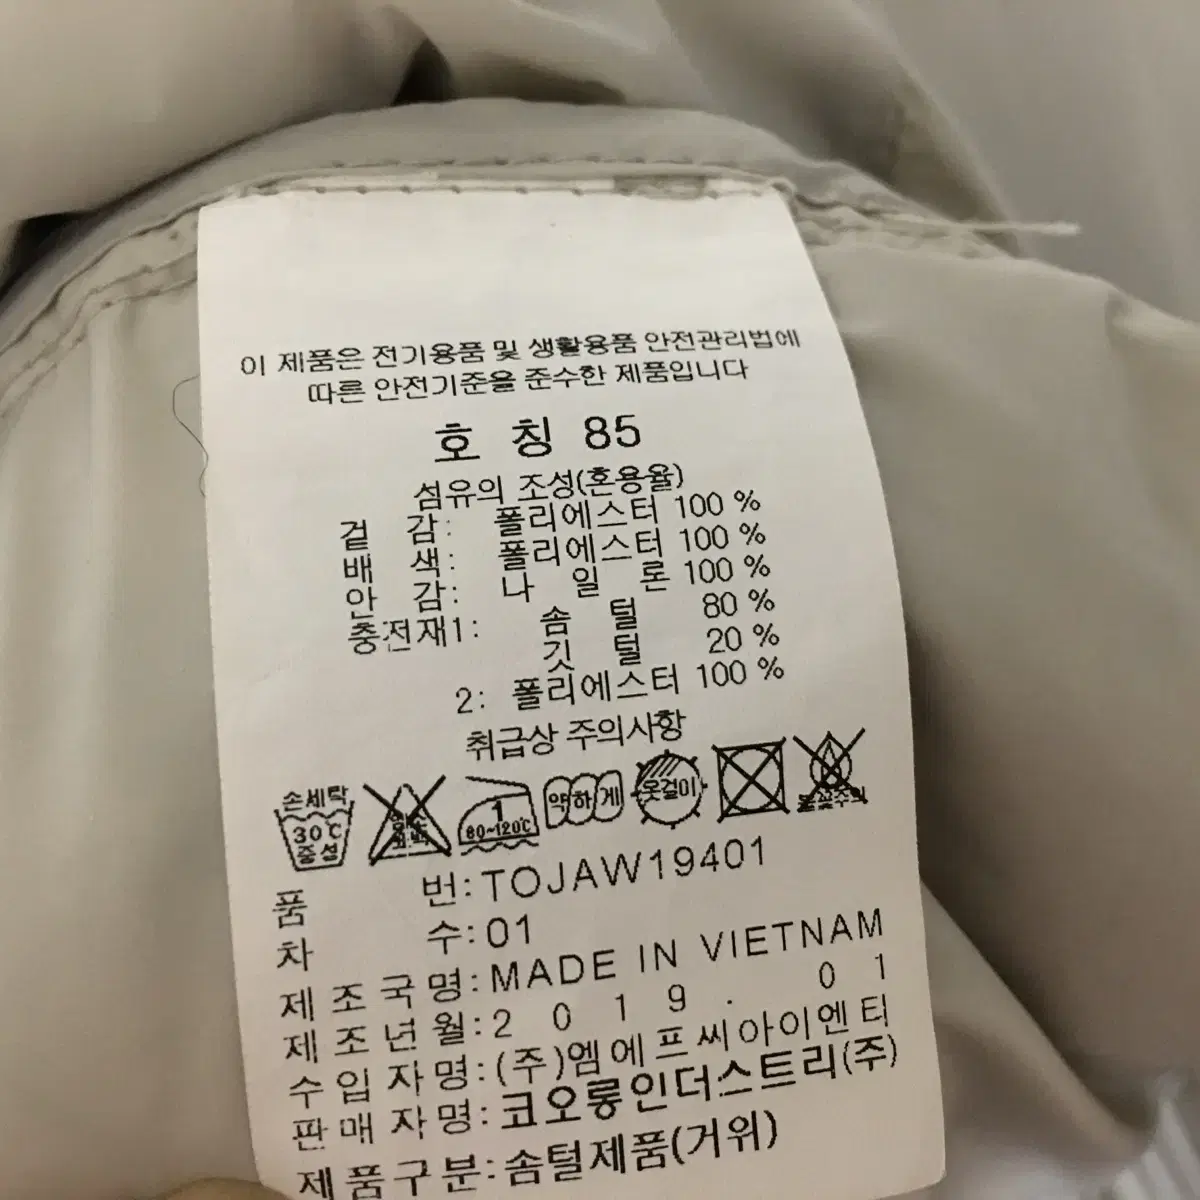 이 제품은 전기용품 및 생활용품 안전관리법에
따른 안전기준을 준수한 제품입니다
호 칭 85
섬유의 조성(혼용율)
겉 감: 폴리에스터 100 %
배 색: 폴리에스터 100 %
안 감: 나 일 론 100 %
충전재1: 솜 털 80 %
깃 털 20 %
2: 폴리에스터 100 %
취급상 주의사항
손세탁
30℃
중성
1
80~120℃
약하게
옷걸이
불꽃주의
품 번: TOJAW19401
차 수: 01
제 조 국 명: MADE IN VIETNAM
제 조 년 월: 2 0 1 9 . 0 1
수 입 자 명: (주)엠에프씨아이엔티
판 매 자 명: 코오롱인더스트리(주)
제 품 구 분: 솜털제품(거위)